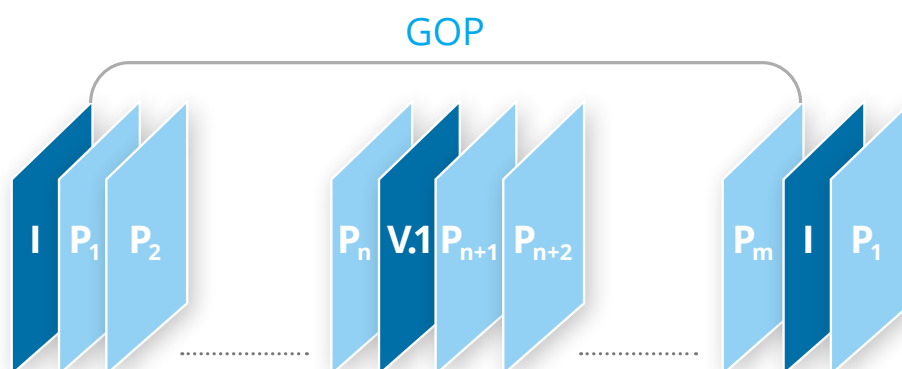 GOP
I P₁ P₂ Pₙ V.1 Pₙ₊₁ Pₙ₊₂ Pₘ I P₁